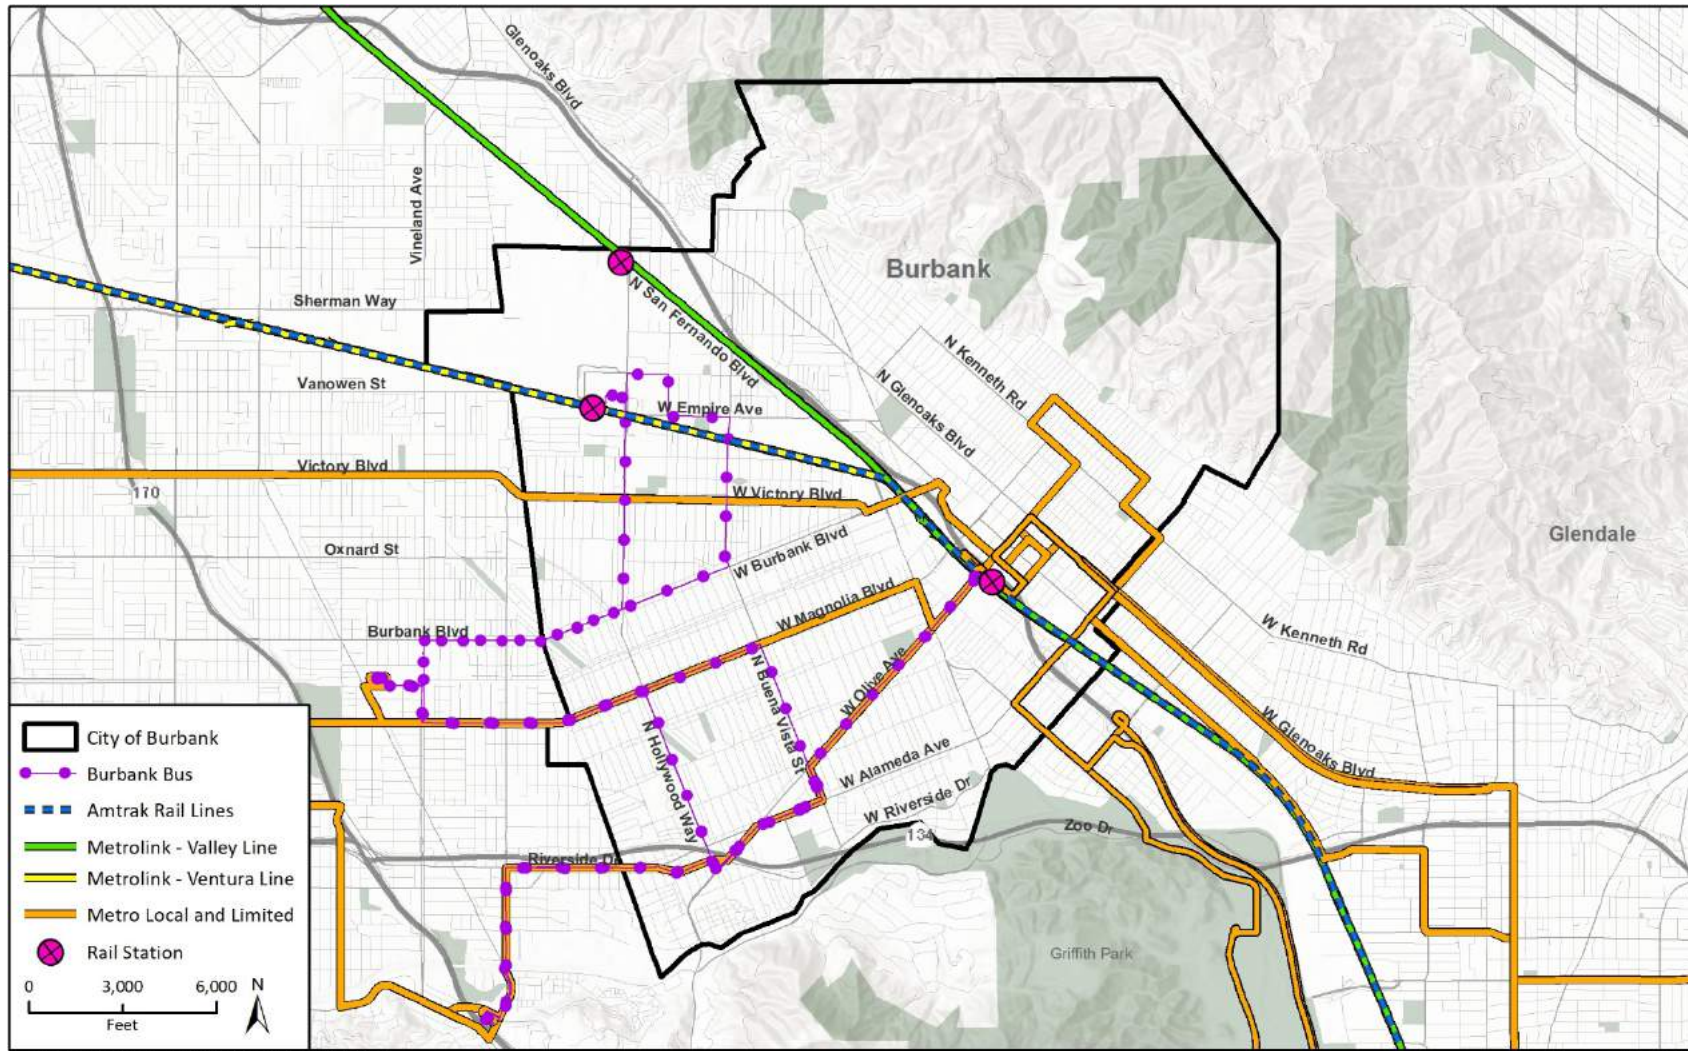 Glenoaks Blvd
Vineland Ave
Burbank
Sherman Way
N San Fernando Blvd
N Kenneth Rd
Vanowen St
N Glenoaks Blvd
W Empire Ave
Victory Blvd
170
W Victory Blvd
Oxnard St
W Burbank Blvd
Glendale
W Magnolia Blvd
Burbank Blvd
W Kenneth Rd
N Buena Vista St
W Olive Ave
N Hollywood Way
W Glenoaks Blvd
W Alameda Ave
W Riverside Dr
134
Zoo Dr
Riverside Dr
Griffith Park
City of Burbank
Burbank Bus
Amtrak Rail Lines
Metrolink - Valley Line
Metrolink - Ventura Line
Metro Local and Limited
Rail Station
0 3,000 6,000 N
Feet